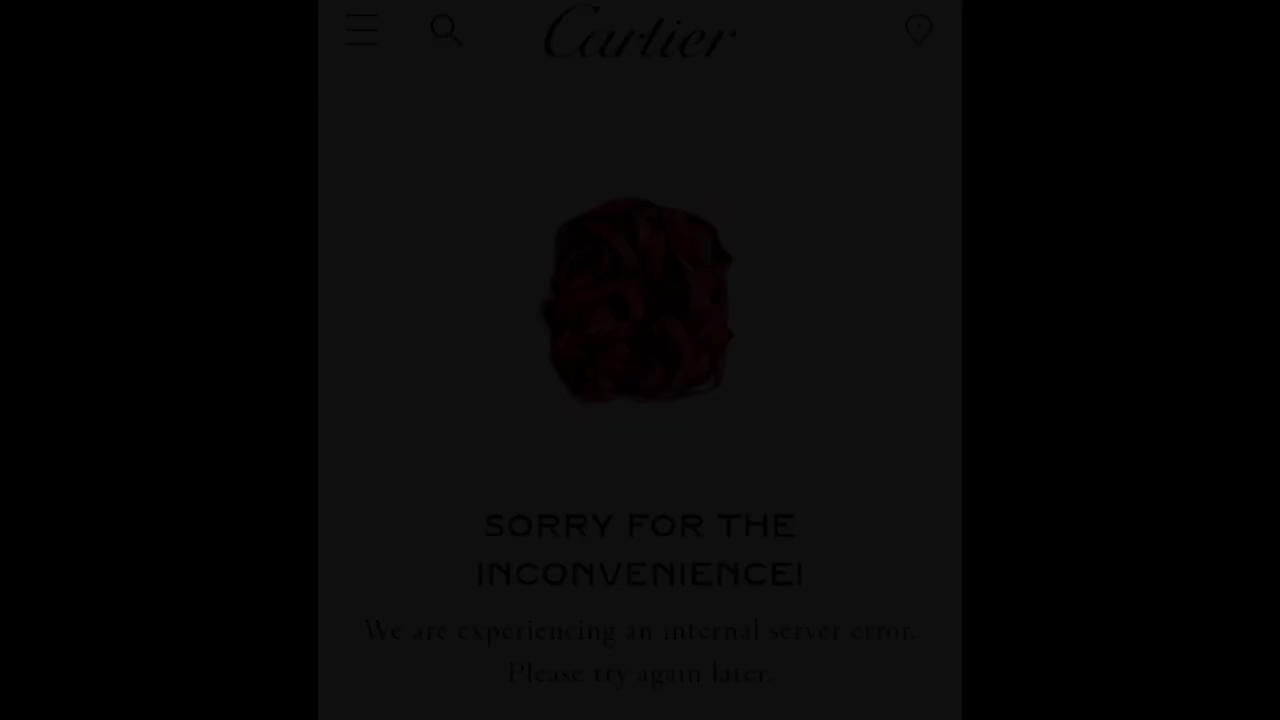 Cartier
SORRY FOR THE
INCONVENIENCE!
We are experiencing an internal server error.
Please try again later.